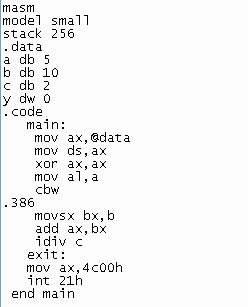 masm
model small
stack 256
.data
a db 5
b db 10
c db 2
y dw 0
.code
main:
mov ax,@data
mov ds,ax
xor ax,ax
mov al,a
cbw
.386
movsx bx,b
add ax,bx
idiv c
exit:
mov ax,4c00h
int 21h
end main